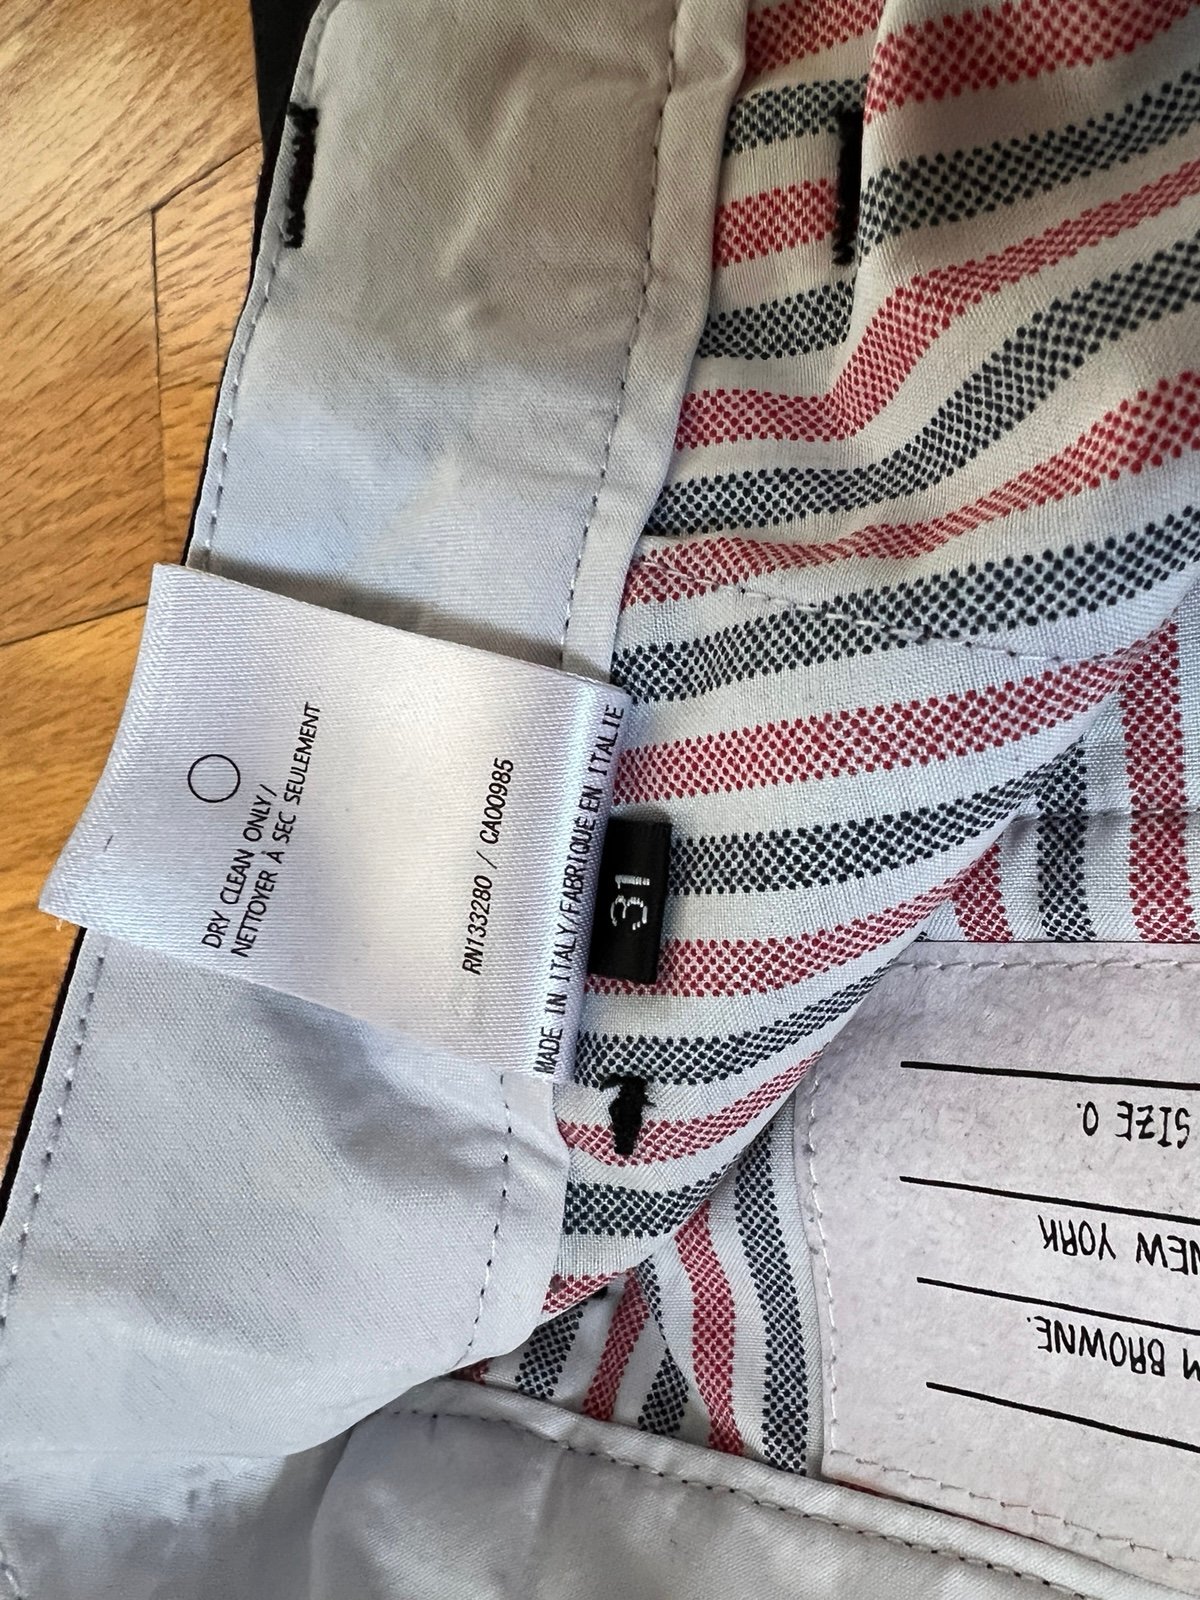 DRY CLEAN ONLY/
NETTOYER À SEC SEULEMENT
RN133280 / CA00985
MADE IN ITALY/FABRIQUE EN ITALIE
31
M BROWNE.
NEW YORK
SIZE 0.